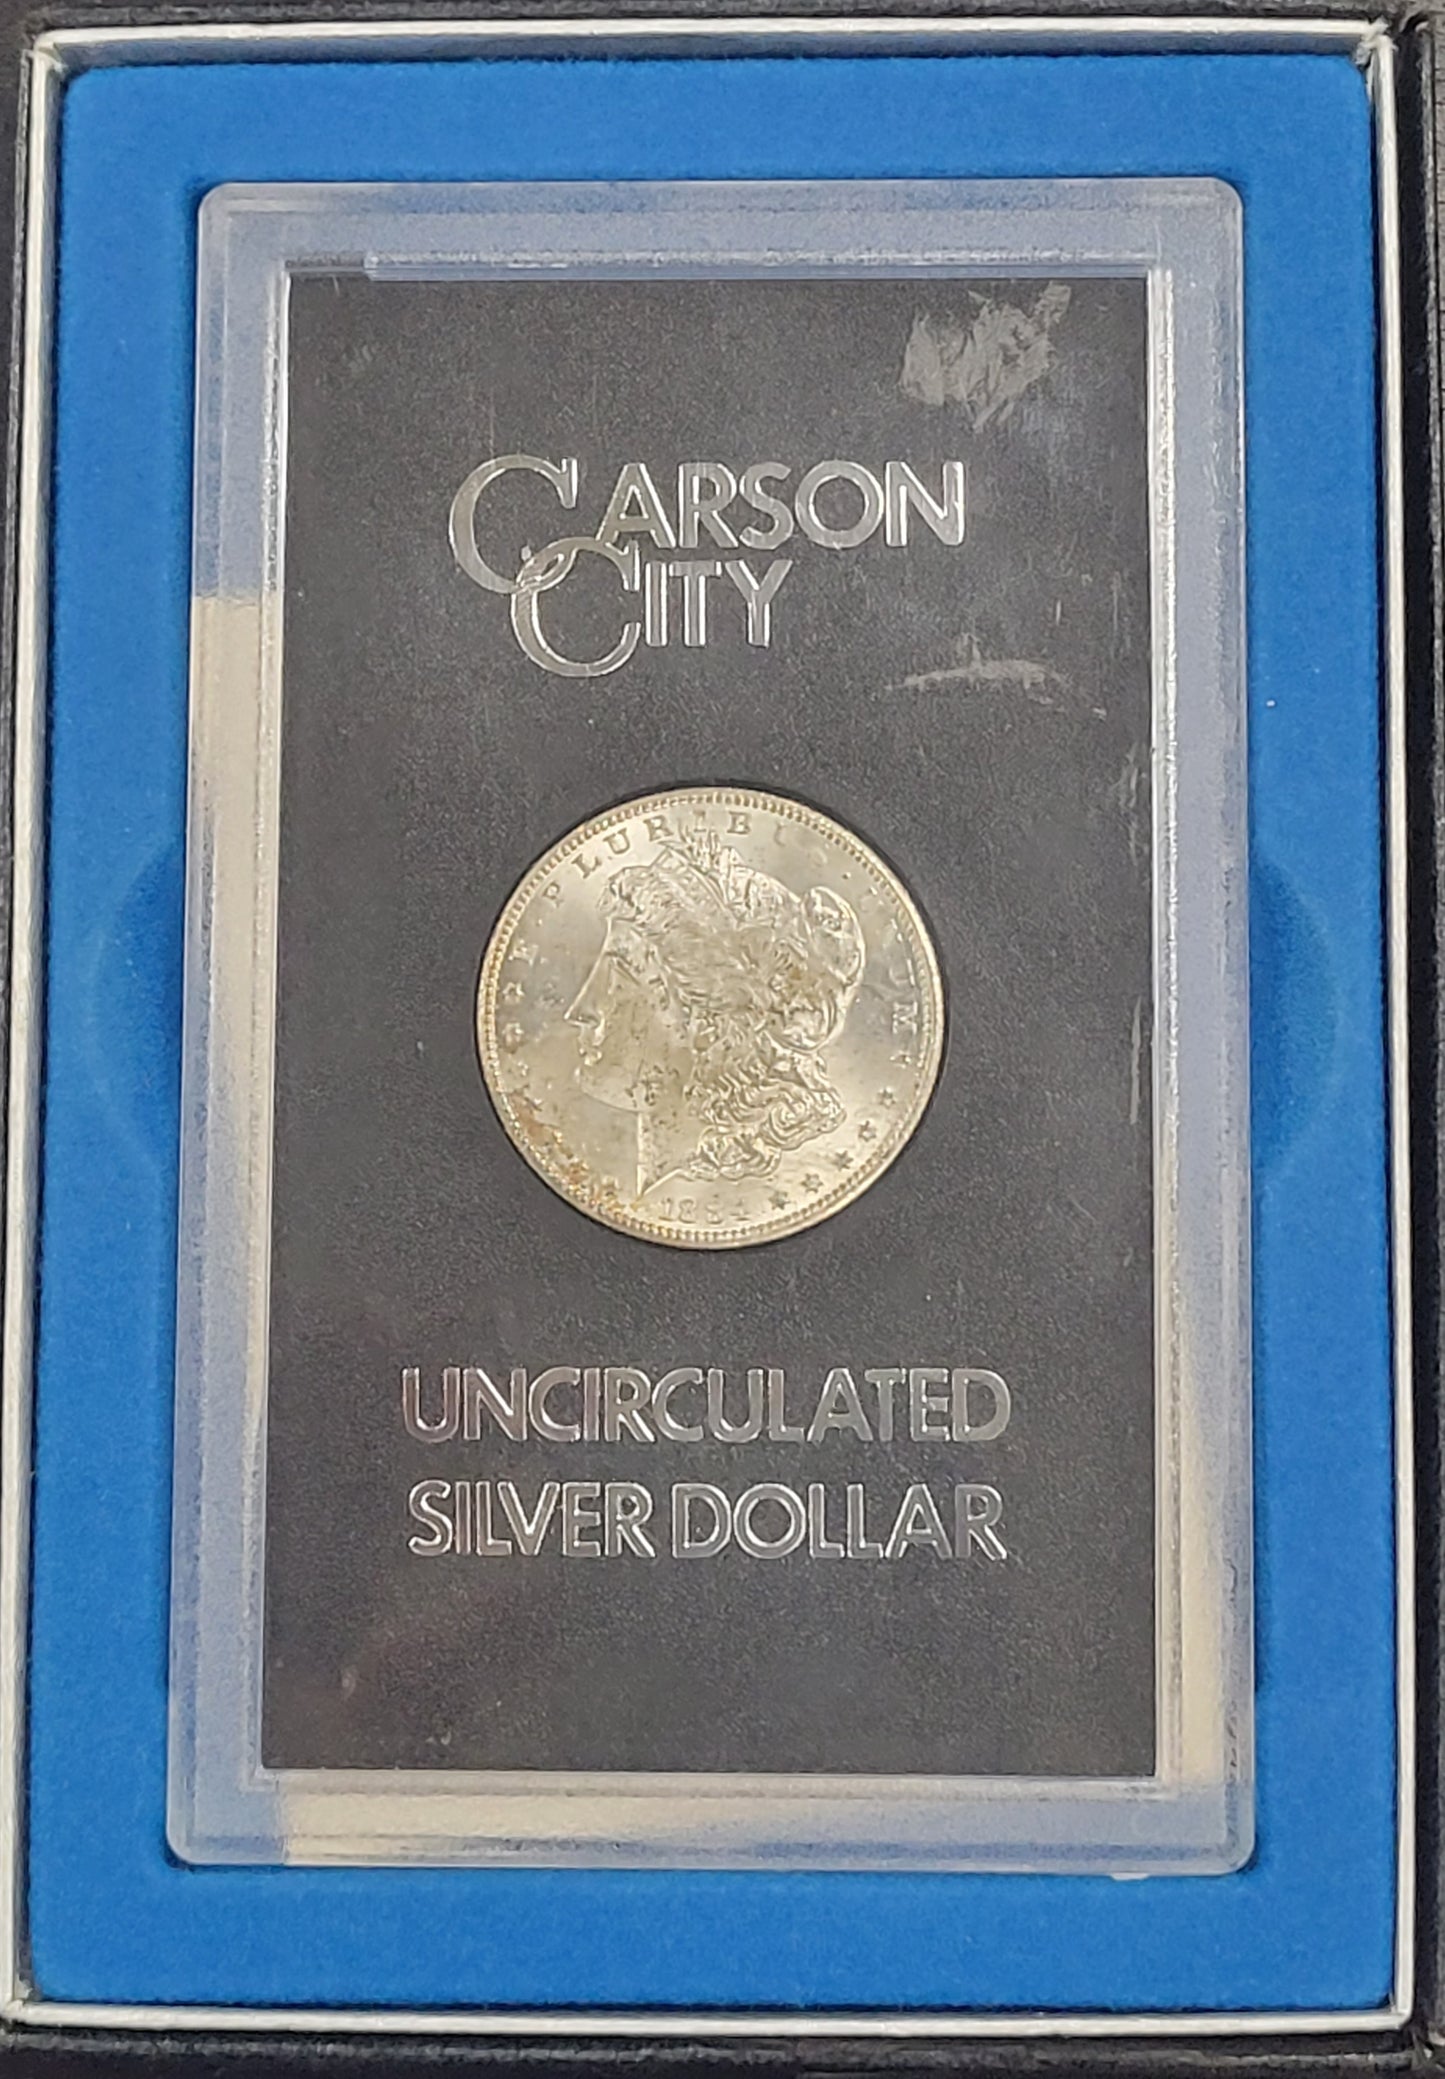 CARSON
CITY
E·PLURIBUS·UNUM
1884
UNCIRCULATED
SILVER DOLLAR